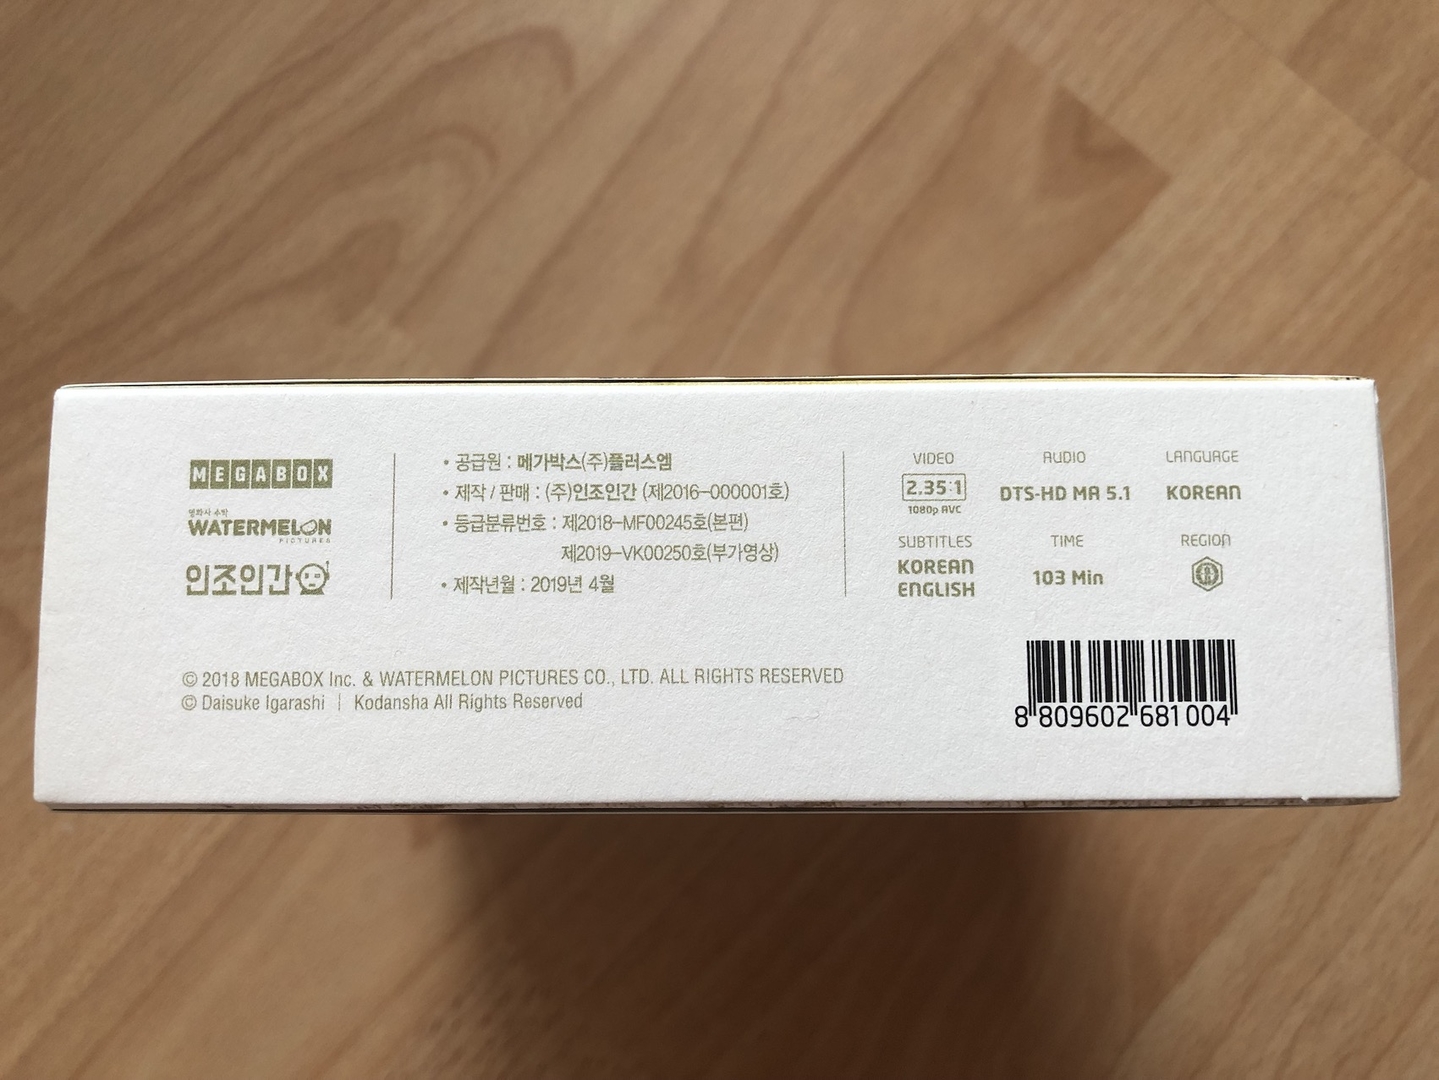 MEGABOX
영화사 수박
WATERMELON
PICTURES
인조인간
• 공급원 : 메가박스(주)플러스엠
• 제작 / 판매 : (주)인조인간 (제2016-000001호)
• 등급분류번호 : 제2018-MF00245호(본편)
제2019-VK00250호(부가영상)
• 제작년월 : 2019년 4월
VIDEO
2.35:1
1080p AVC
AUDIO
DTS-HD MA 5.1
LANGUAGE
KOREAN
SUBTITLES
KOREAN
ENGLISH
TIME
103 Min
REGION
© 2018 MEGABOX Inc. & WATERMELON PICTURES CO., LTD. ALL RIGHTS RESERVED
© Daisuke Igarashi | Kodansha All Rights Reserved
8 809602 681004